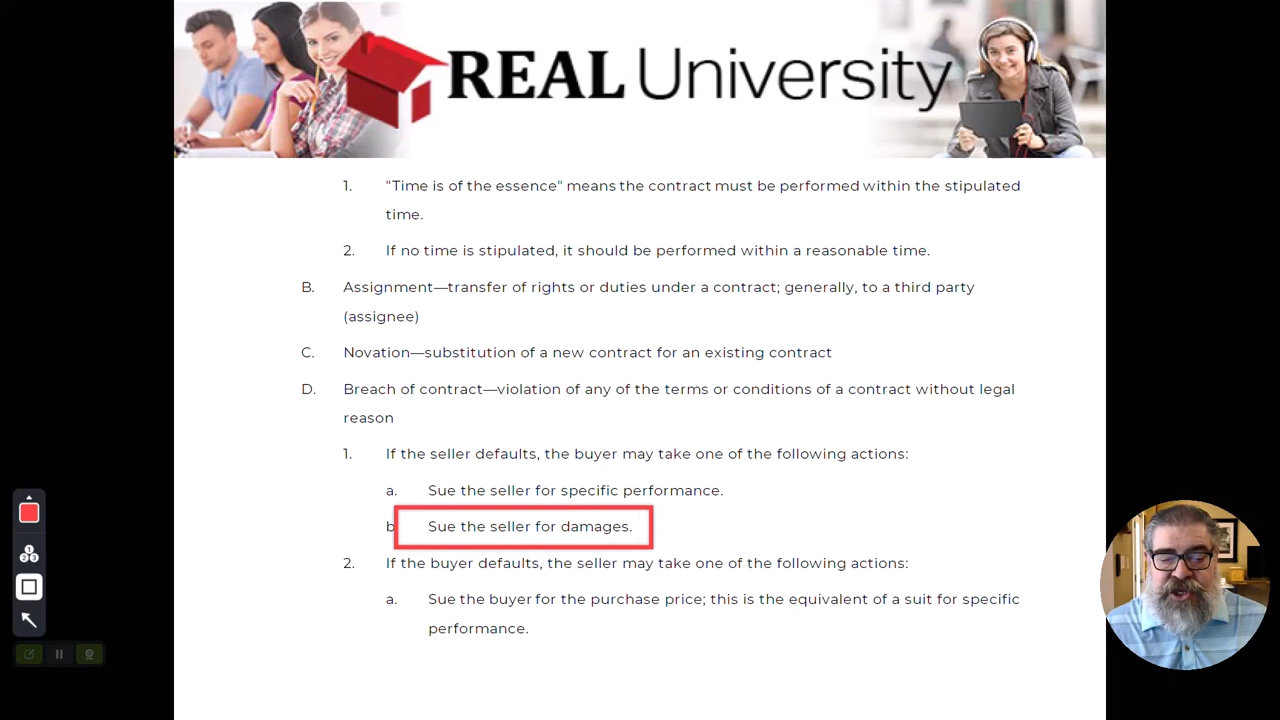 REAL University
1. "Time is of the essence" means the contract must be performed within the stipulated
time.
2. If no time is stipulated, it should be performed within a reasonable time.
B. Assignment—transfer of rights or duties under a contract; generally, to a third party
(assignee)
C. Novation—substitution of a new contract for an existing contract
D. Breach of contract—violation of any of the terms or conditions of a contract without legal
reason
1. If the seller defaults, the buyer may take one of the following actions:
a. Sue the seller for specific performance.
b Sue the seller for damages.
2. If the buyer defaults, the seller may take one of the following actions:
a. Sue the buyer for the purchase price; this is the equivalent of a suit for specific
performance.